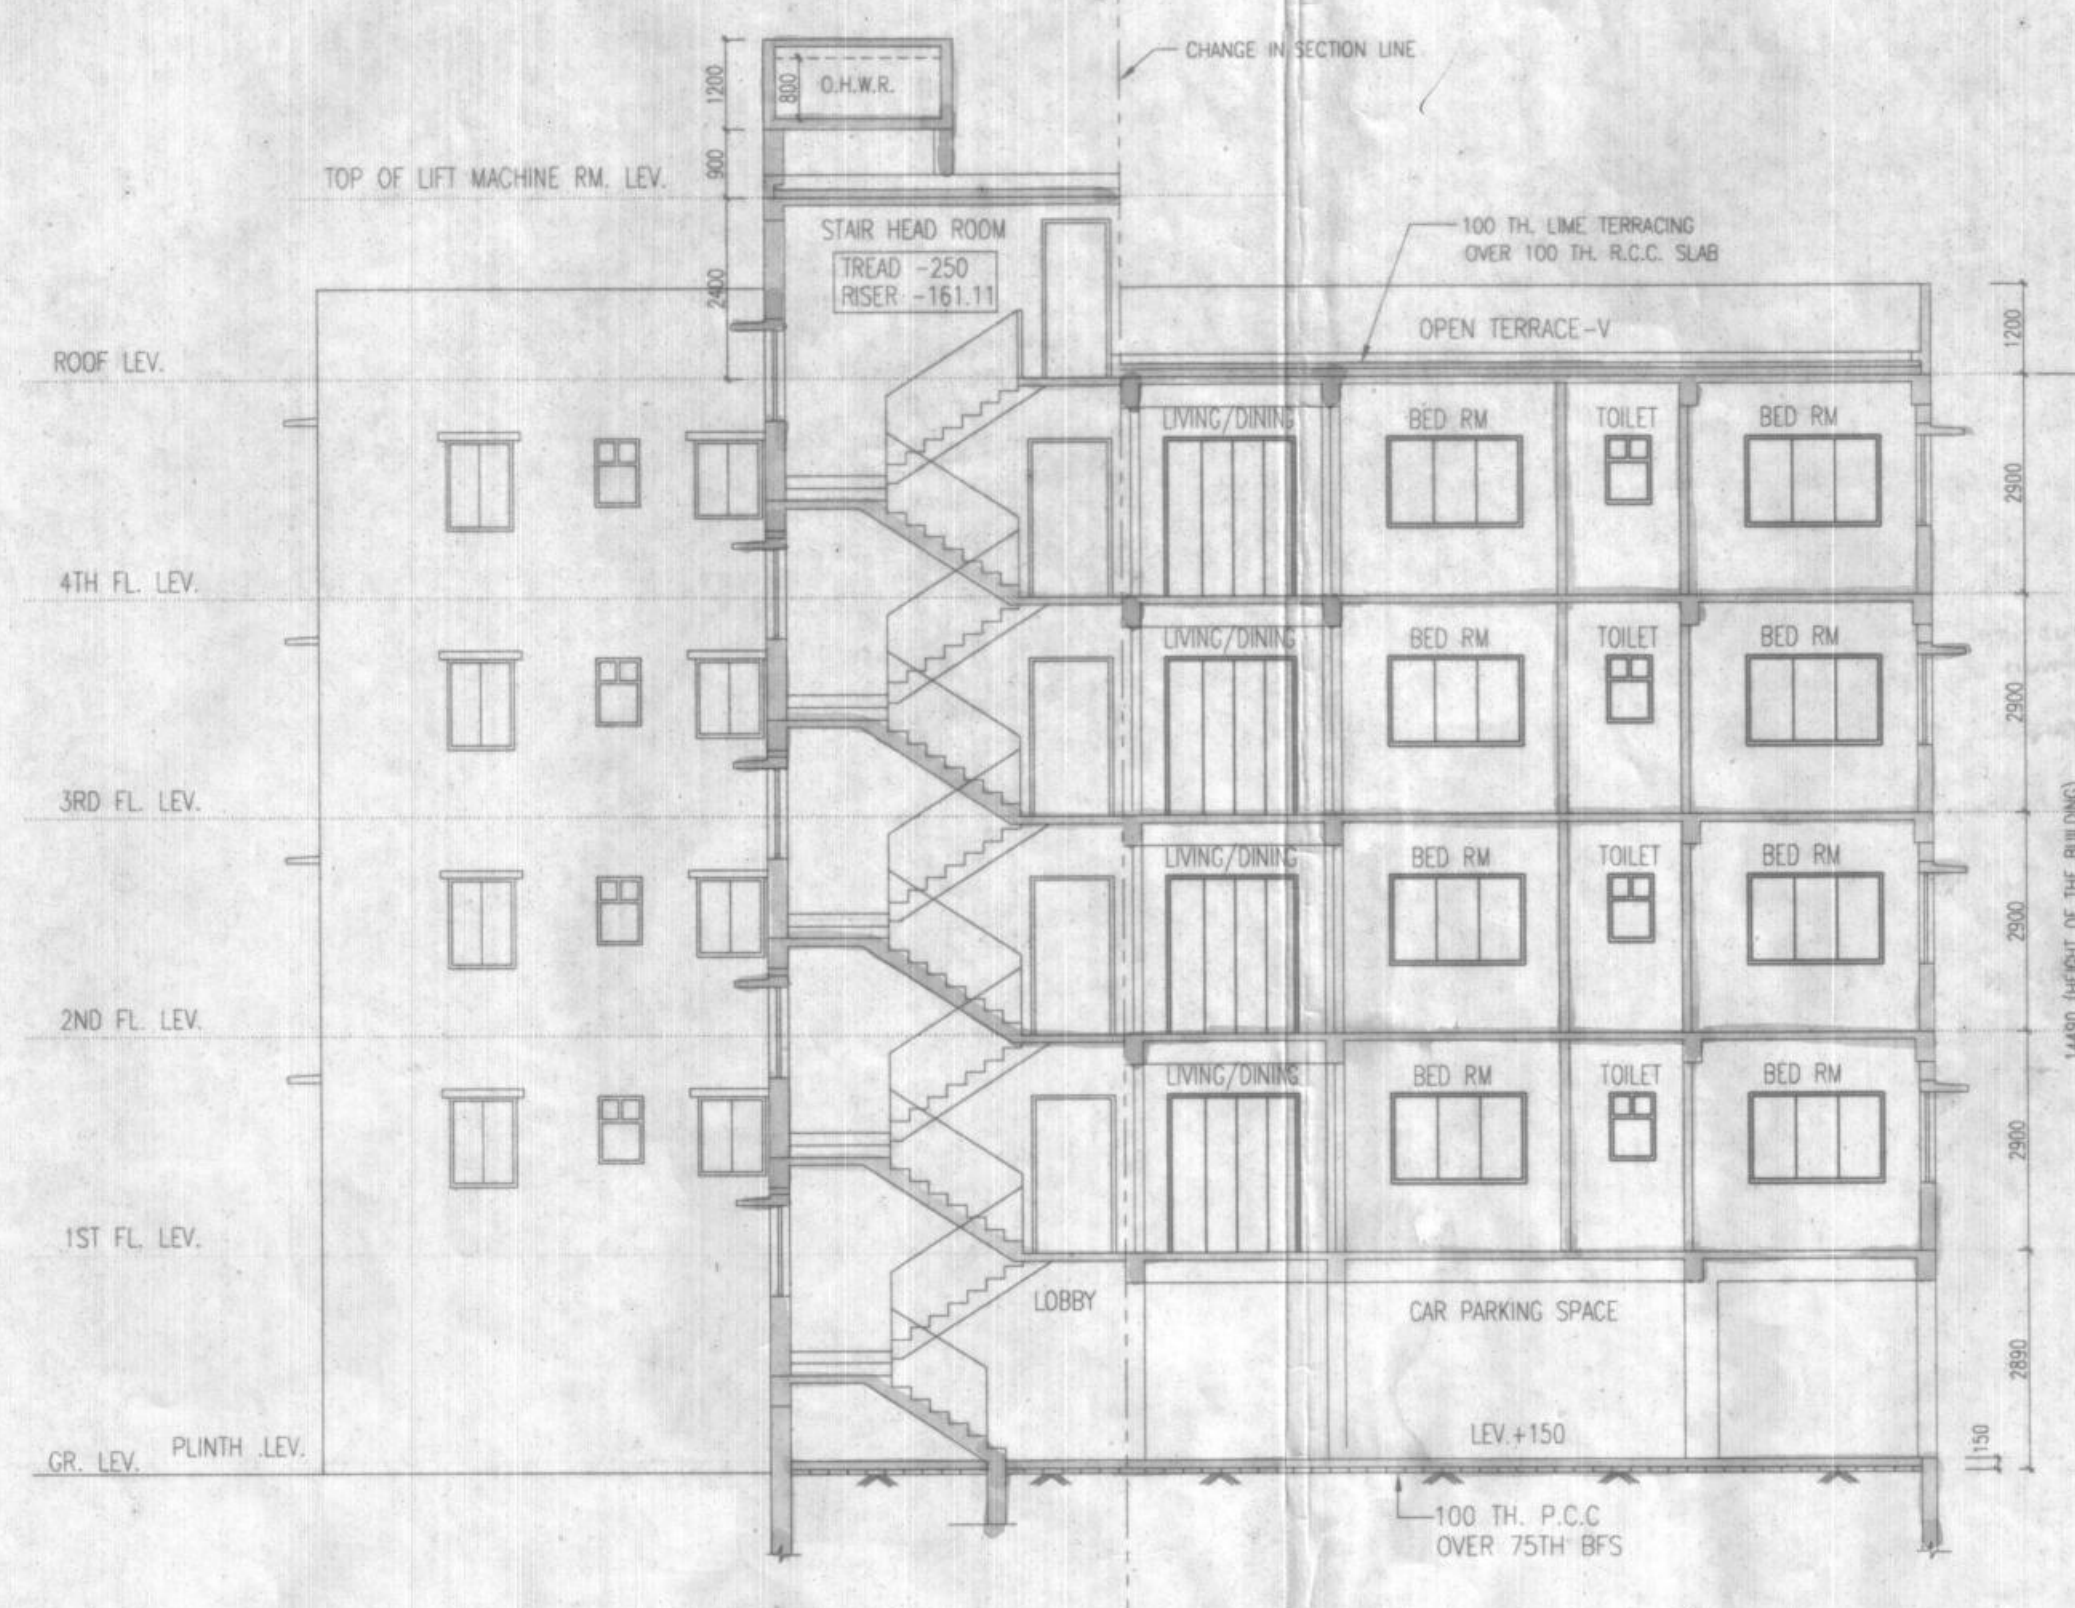 CHANGE IN SECTION LINE
1200
800
O.H.W.R.
900
TOP OF LIFT MACHINE RM. LEV.
STAIR HEAD ROOM
TREAD -250
RISER -161.11
2400
100 TH. LIME TERRACING
OVER 100 TH. R.C.C. SLAB
OPEN TERRACE-V
1200
ROOF LEV.
LIVING/DINING
BED RM
TOILET
BED RM
2900
4TH FL. LEV.
LIVING/DINING
BED RM
TOILET
BED RM
2900
3RD FL. LEV.
LIVING/DINING
BED RM
TOILET
BED RM
2900
14480 (HEIGHT OF THE BUILDING)
2ND FL. LEV.
LIVING/DINING
BED RM
TOILET
BED RM
2900
1ST FL. LEV.
LOBBY
CAR PARKING SPACE
2890
LEV.+150
150
PLINTH .LEV.
GR. LEV.
100 TH. P.C.C
OVER 75TH BFS